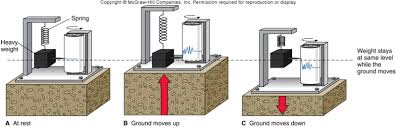 Copyright © McGraw-Hill Companies, Inc. Permission required for reproduction or display.
Spring
Heavy
weight
Weight stays
at same level
while the
ground moves
A At rest
B Ground moves up
C Ground moves down